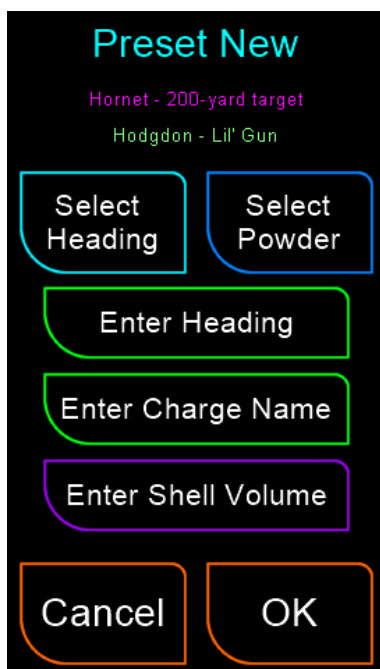 Preset New
Hornet - 200-yard target
Hodgdon - Lil' Gun
Select Heading
Select Powder
Enter Heading
Enter Charge Name
Enter Shell Volume
Cancel
OK